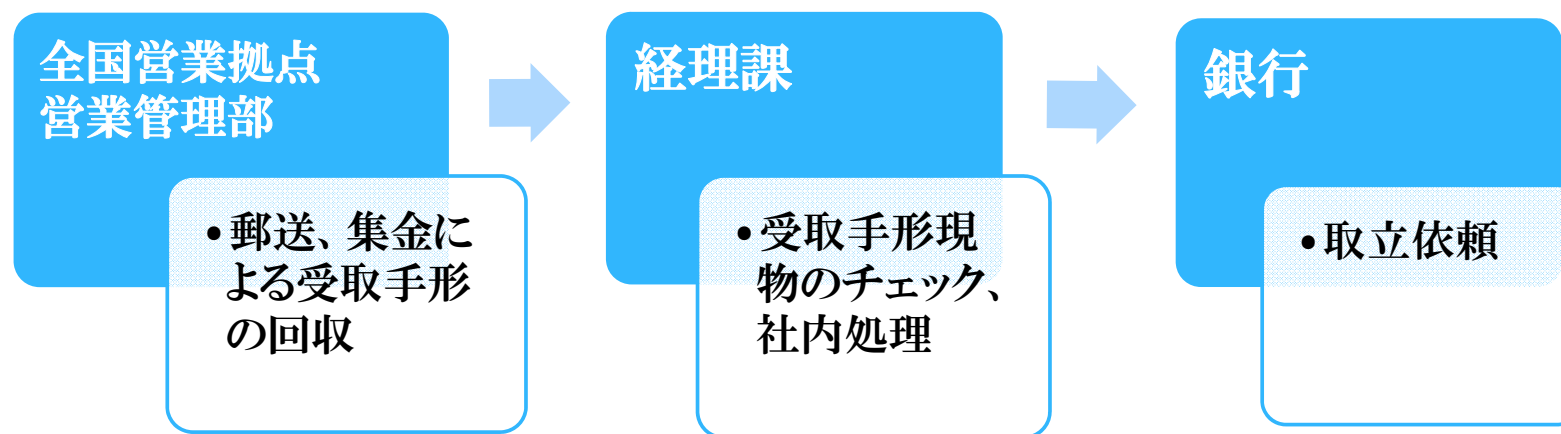 全国営業拠点
営業管理部
•郵送、集金に
よる受取手形
の回収
経理課
•受取手形現
物のチェック、
社内処理
銀行
•取立依頼